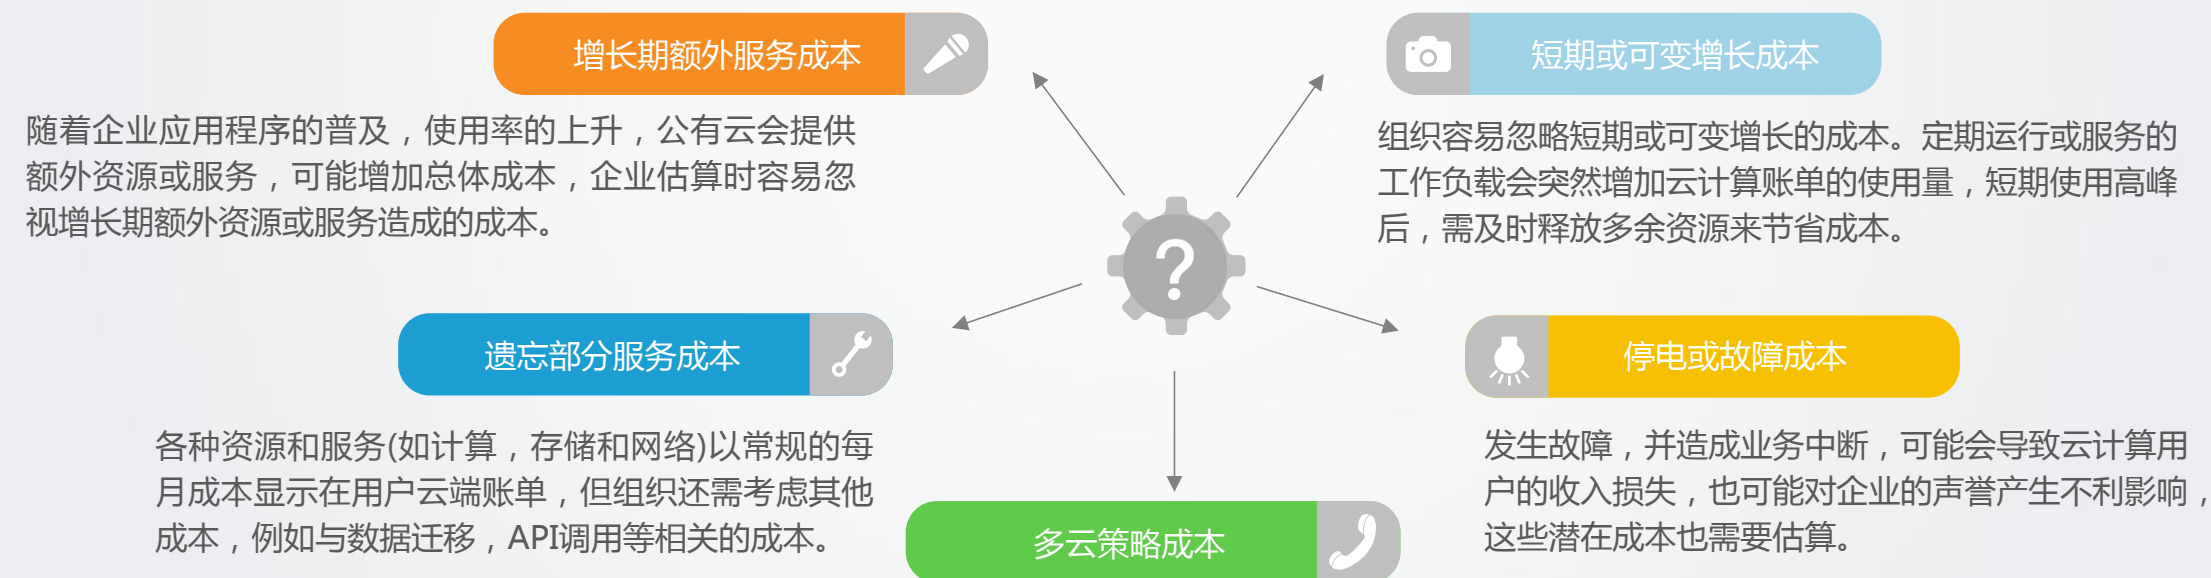 增长期额外服务成本
随着企业应用程序的普及，使用率的上升，公有云会提供
额外资源或服务，可能增加总体成本，企业估算时容易忽
视增长期额外资源或服务造成的成本。
短期或可变增长成本
组织容易忽略短期或可变增长的成本。定期运行或服务的
工作负载会突然增加云计算账单的使用量，短期使用高峰
后，需及时释放多余资源来节省成本。
?
遗忘部分服务成本
各种资源和服务(如计算，存储和网络)以常规的每
月成本显示在用户云端账单，但组织还需考虑其他
成本，例如与数据迁移，API调用等相关的成本。
停电或故障成本
发生故障，并造成业务中断，可能会导致云计算用
户的收入损失，也可能对企业的声誉产生不利影响，
这些潜在成本也需要估算。
多云策略成本